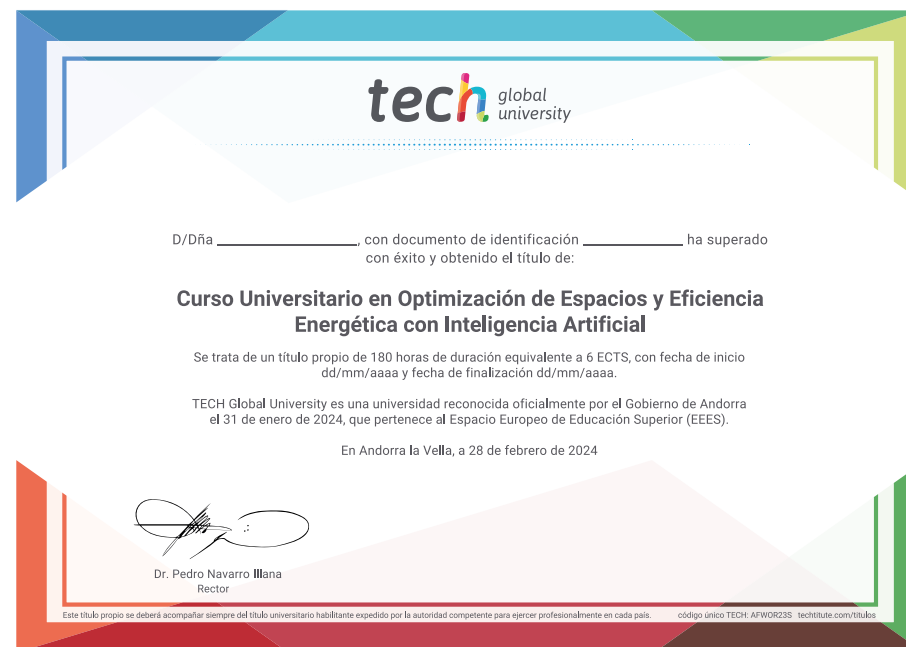 tech global university
D/Dña ____________________, con documento de identificación ______________ ha superado
con éxito y obtenido el título de:
Curso Universitario en Optimización de Espacios y Eficiencia
Energética con Inteligencia Artificial
Se trata de un título propio de 180 horas de duración equivalente a 6 ECTS, con fecha de inicio
dd/mm/aaaa y fecha de finalización dd/mm/aaaa.
TECH Global University es una universidad reconocida oficialmente por el Gobierno de Andorra
el 31 de enero de 2024, que pertenece al Espacio Europeo de Educación Superior (EEES).
En Andorra la Vella, a 28 de febrero de 2024
Dr. Pedro Navarro Illana
Rector
Este título propio se deberá acompañar siempre del título universitario habilitante expedido por la autoridad competente para ejercer profesionalmente en cada país. código único TECH: AFWOR23S techtitute.com/titulos